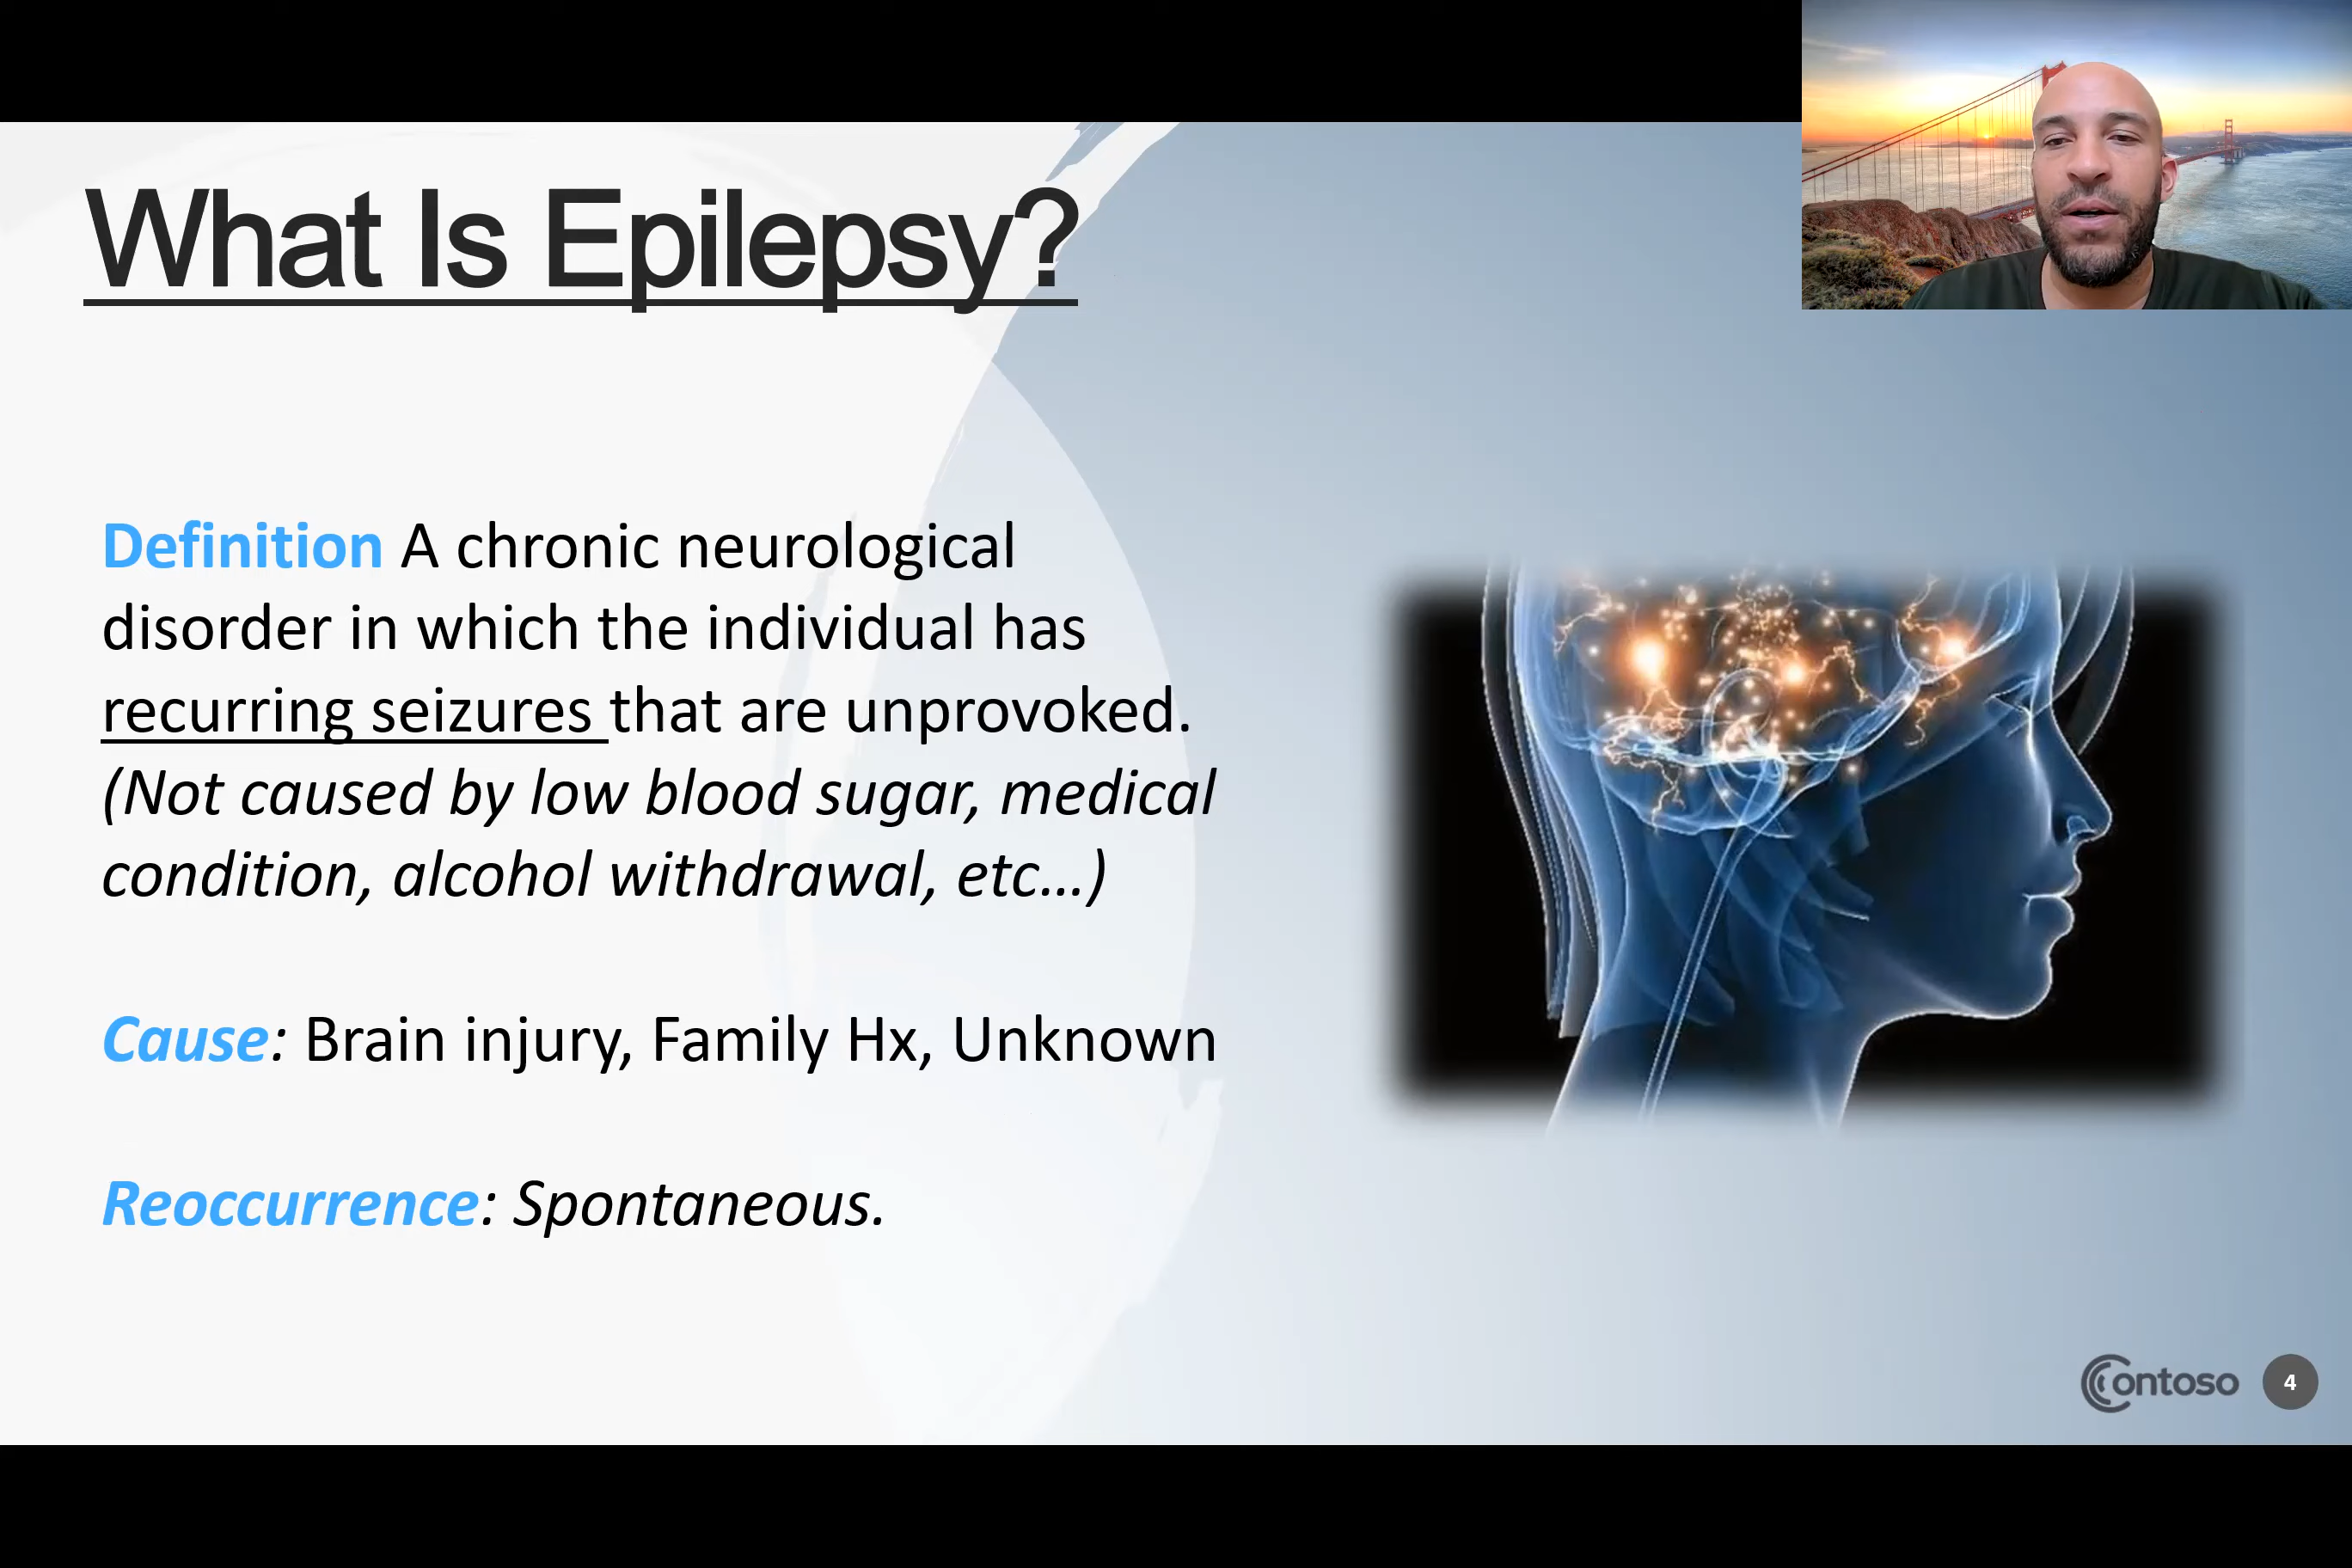 What Is Epilepsy?
Definition A chronic neurological
disorder in which the individual has
recurring seizures that are unprovoked.
(Not caused by low blood sugar, medical
condition, alcohol withdrawal, etc...)
Cause: Brain injury, Family Hx, Unknown
Reoccurrence: Spontaneous.
Contoso 4